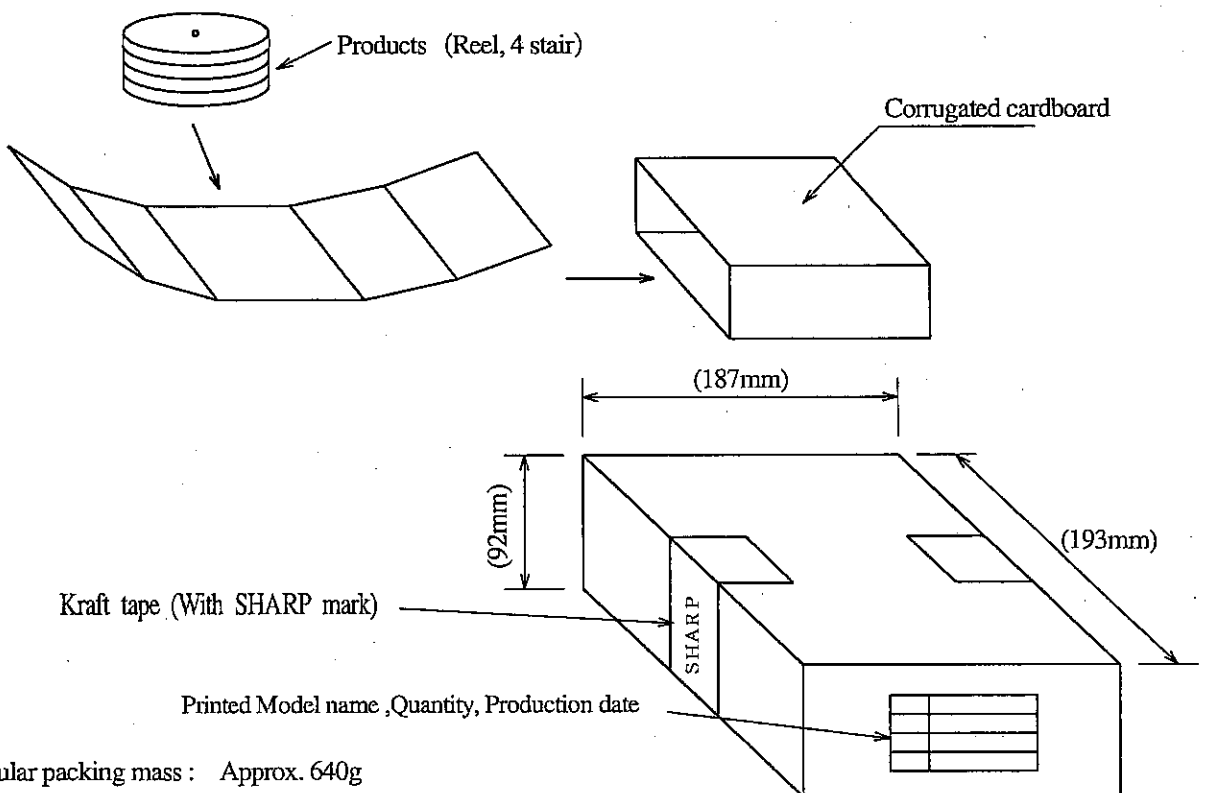 Products (Reel, 4 stair)
Corrugated cardboard
(187mm)
(92mm)
(193mm)
Kraft tape (With SHARP mark)
SHARP
Printed Model name ,Quantity, Production date
ular packing mass : Approx. 640g